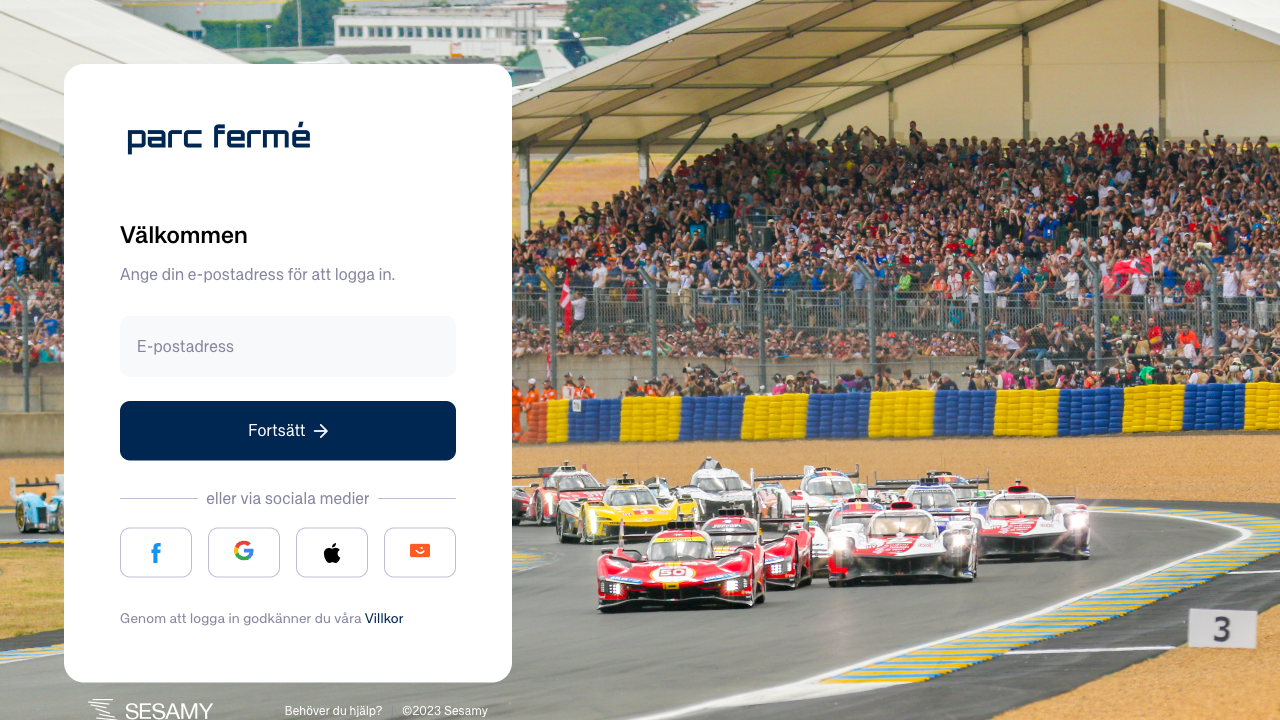 parc fermé
Välkommen
Ange din e-postadress för att logga in.
E-postadress
Fortsätt
eller via sociala medier
Genom att logga in godkänner du våra Villkor
SESAMY
Behöver du hjälp?
©2023 Sesamy
50
3